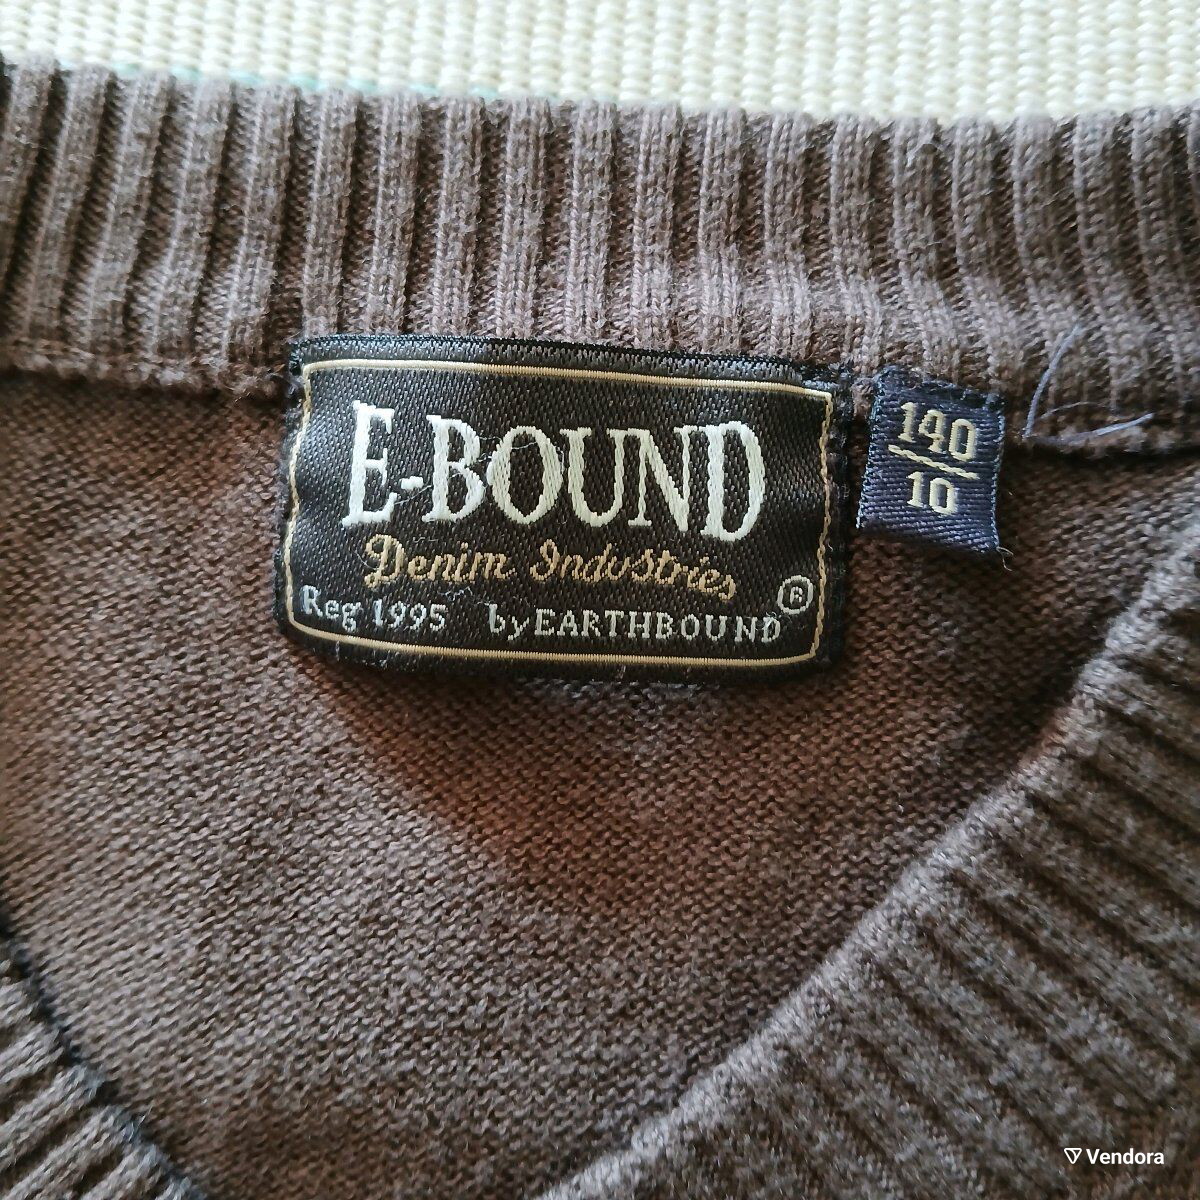 E-BOUND
Denim Industries
Reg 1995 by EARTHBOUND ®
140
10
Vendora